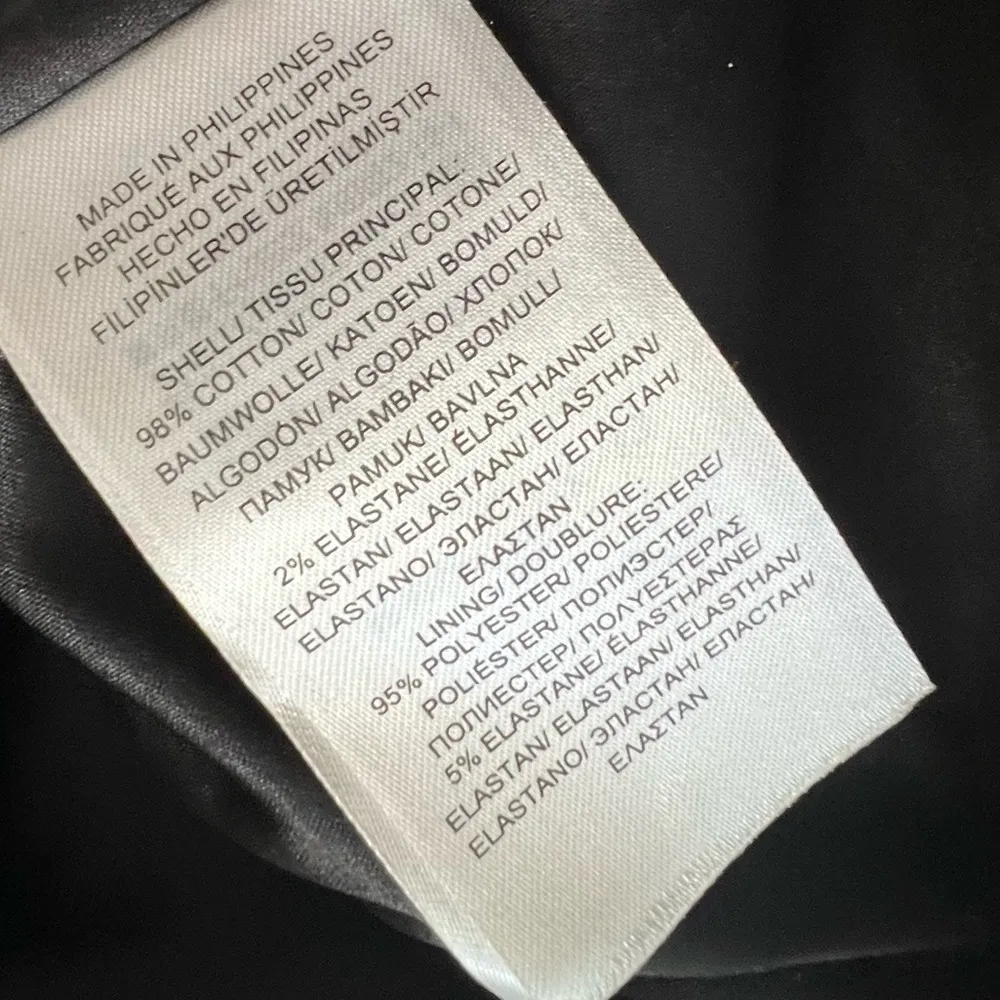 MADE IN PHILIPPINES
FABRIQUÉ AUX PHILIPPINES
HECHO EN FILIPINAS
FİLİPİNLER'DE ÜRETİLMİŞTİR
SHELL/ TISSU PRINCIPAL:
98% COTTON/ COTON/ COTONE/
BAUMWOLLE/ KATOEN/ BOMULD/
ALGODÓN/ ALGODÃO/ ХЛОПОК/
ПАМУК/ BAMBAKI/ BOMULL/
PAMUK/ BAVLNA
2% ELASTANE/ ÉLASTHANNE/
ELASTAN/ ELASTAAN/ ELASTHAN/
ELASTANO/ ЭЛАСТАН/ ЕЛАСТАН/
ΕΛΑΣΤΑΝ
LINING/ DOUBLURE:
95% POLYESTER/ POLIESTERE/
POLIÉSTER/ ПОЛИЭСТЕР/
ПОЛИЕСТЕР/ ΠΟΛΥΕΣΤΕΡΑΣ
5% ELASTANE/ ÉLASTHANNE/
ELASTAN/ ELASTAAN/ ELASTHAN/
ELASTANO/ ЭЛАСТАН/ ЕЛАСТАН/
ΕΛΑΣΤΑΝ